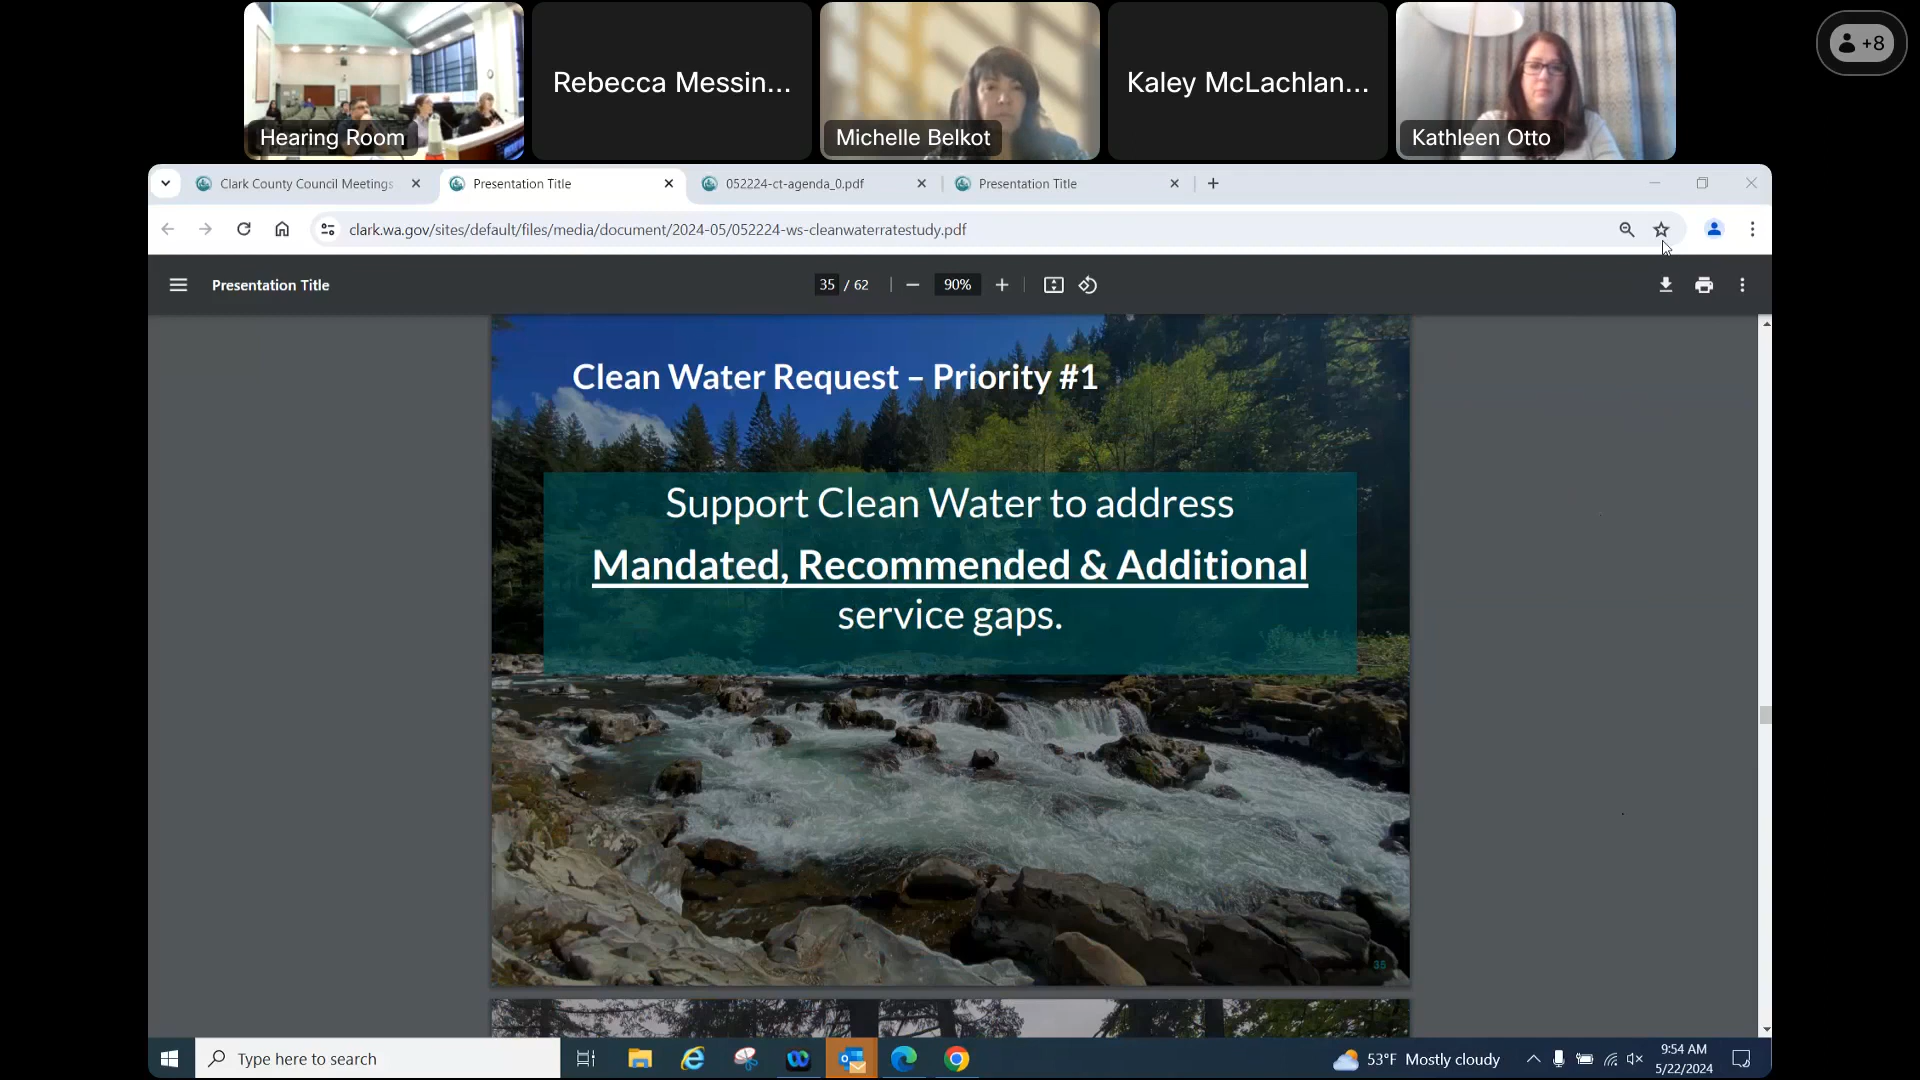 Hearing Room
Rebecca Messin...
Michelle Belkot
Kaley McLachlan...
Kathleen Otto
+8
Clark County Council Meetings
Presentation Title
052224-ct-agenda_0.pdf
Presentation Title
clark.wa.gov/sites/default/files/media/document/2024-05/052224-ws-cleanwaterratestudy.pdf
Presentation Title
35 / 62
90%
Clean Water Request – Priority #1
Support Clean Water to address
Mandated, Recommended & Additional
service gaps.
35
Type here to search
53°F Mostly cloudy
9:54 AM
5/22/2024